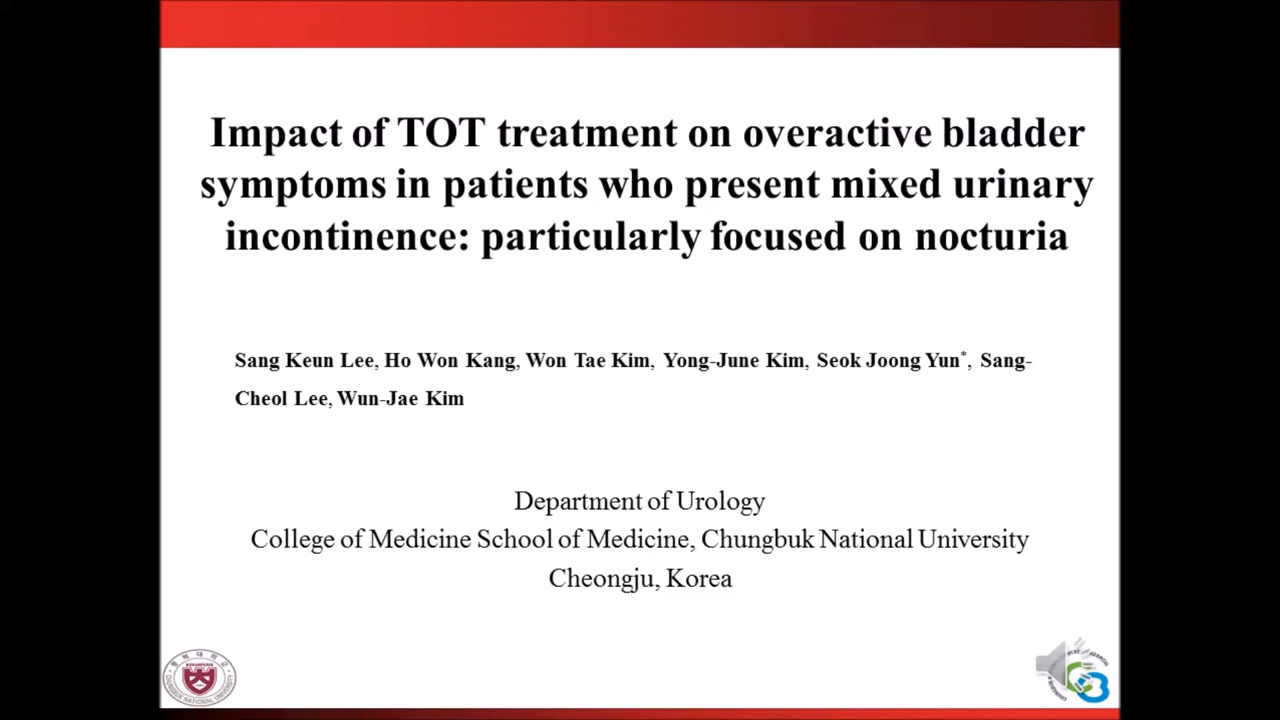 Impact of TOT treatment on overactive bladder
symptoms in patients who present mixed urinary
incontinence: particularly focused on nocturia
Sang Keun Lee, Ho Won Kang, Won Tae Kim, Yong-June Kim, Seok Joong Yun*, Sang-
Cheol Lee, Wun-Jae Kim
Department of Urology
College of Medicine School of Medicine, Chungbuk National University
Cheongju, Korea